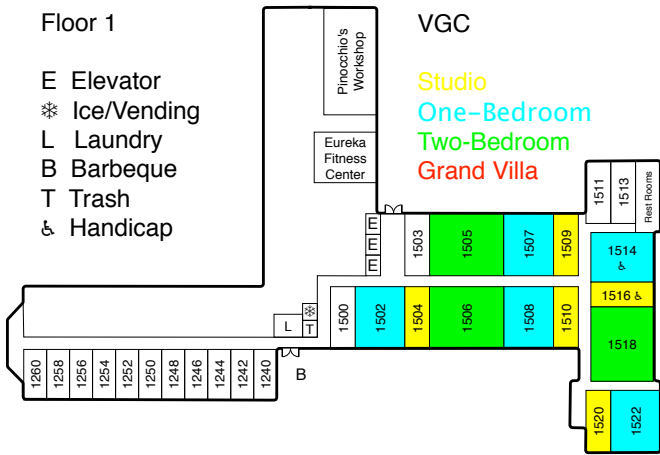 Floor 1
VGC
E Elevator
❄ Ice/Vending
L Laundry
B Barbeque
T Trash
♿ Handicap
Studio
One-Bedroom
Two-Bedroom
Grand Villa
Pinocchio's
Workshop
Eureka
Fitness
Center
1511
1513
Rest Rooms
E
E
E
1503
1505
1507
1509
1514
♿
1516 ♿
1518
1520
1522
❄
L
T
1500
1502
1504
1506
1508
1510
1260
1258
1256
1254
1252
1250
1248
1246
1244
1242
1240
B